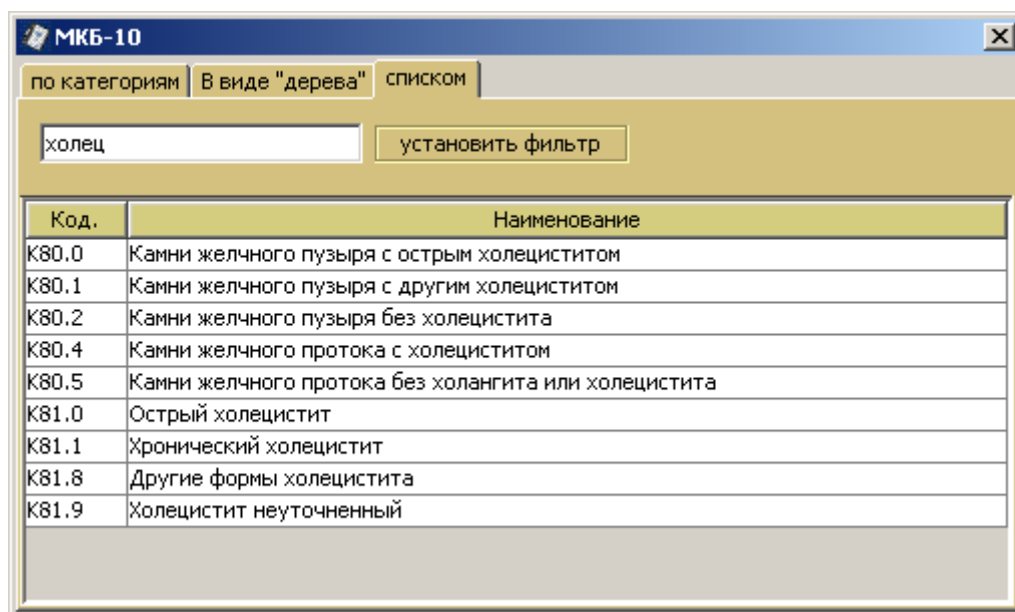 МКБ-10
по категориям В виде "дерева" списком
холец установить фильтр
Код. Наименование
K80.0 Камни желчного пузыря с острым холециститом
K80.1 Камни желчного пузыря с другим холециститом
K80.2 Камни желчного пузыря без холецистита
K80.4 Камни желчного протока с холециститом
K80.5 Камни желчного протока без холангита или холецистита
K81.0 Острый холецистит
K81.1 Хронический холецистит
K81.8 Другие формы холецистита
K81.9 Холецистит неуточненный